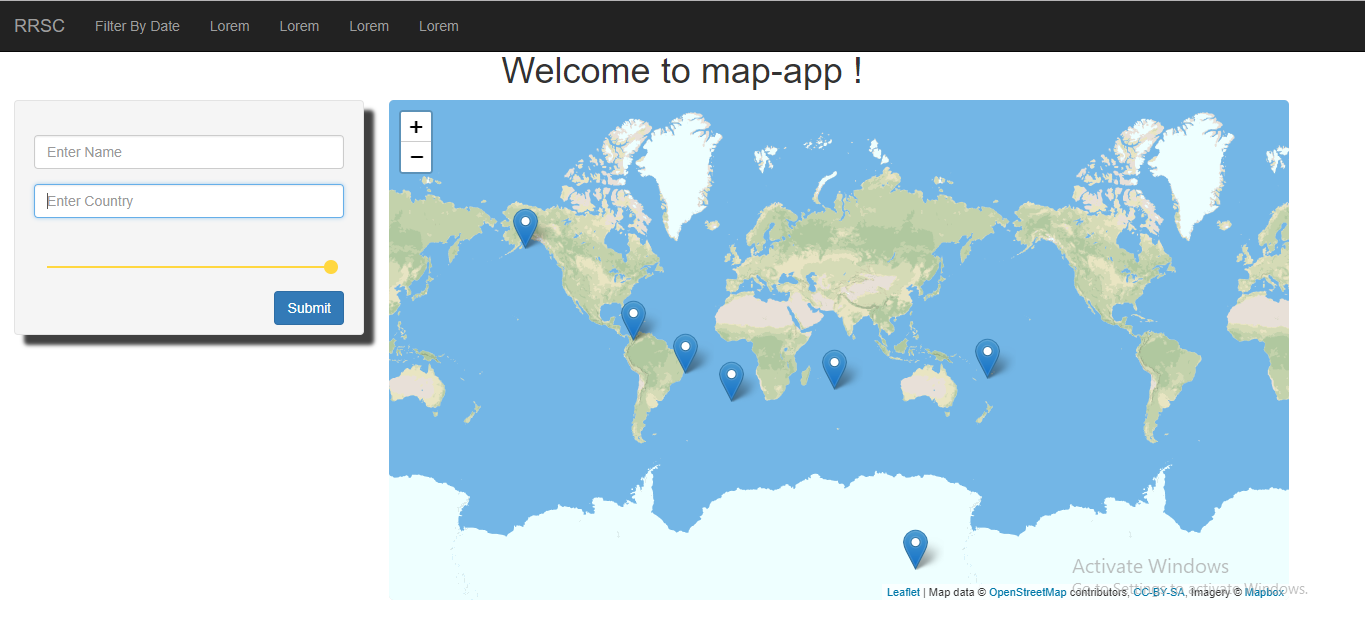 RRSC Filter By Date Lorem Lorem Lorem Lorem
Welcome to map-app !
Enter Name
Enter Country
Submit
+
−
Activate Windows
Go to Settings to activate Windows.
Leaflet | Map data © OpenStreetMap contributors, CC-BY-SA, Imagery © Mapbox